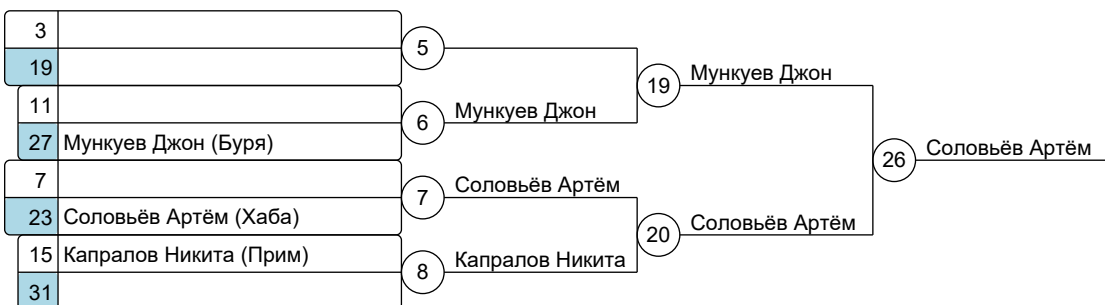 3
19
5
11
27 Мункуев Джон (Буря)
6
Мункуев Джон
19
Мункуев Джон
7
23 Соловьёв Артём (Хаба)
7
Соловьёв Артём
15 Капралов Никита (Прим)
31
8
Капралов Никита
20
Соловьёв Артём
26
Соловьёв Артём